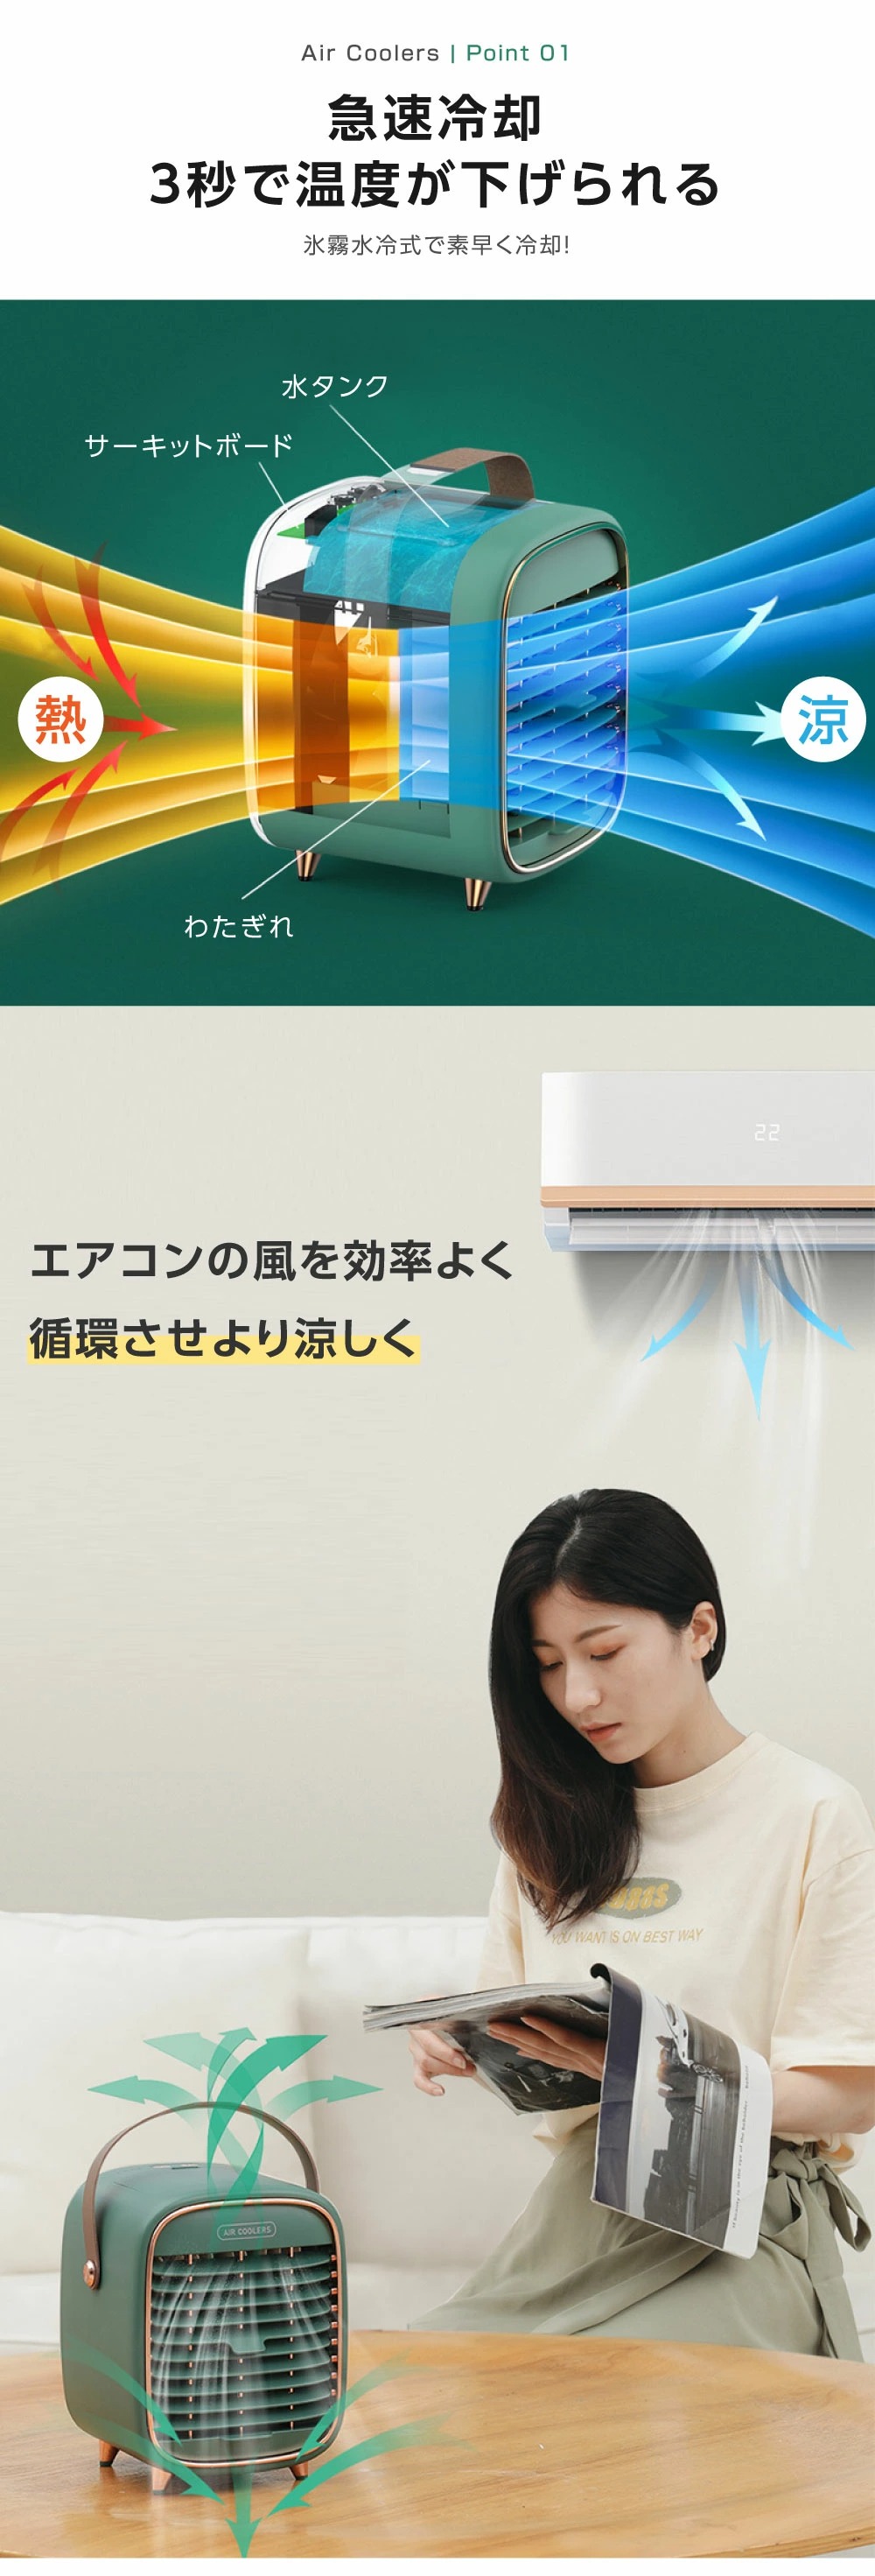 Air Coolers | Point 01
急速冷却
3秒で温度が下げられる
氷霧水冷式で素早く冷却!
水タンク
サーキットボード
熱
涼
わたぎれ
22
エアコンの風を効率よく
循環させより涼しく
YOU WANT IS ON BEST WAY
AIR COOLERS